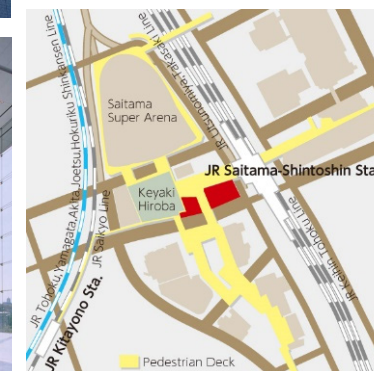 Saitama
Super Arena
JR Utsunomiya,Takasaki Line
JR Saitama-Shintoshin Sta
Keyaki
Hiroba
JR Tohoku,Yamagata,Akita,Joetsu,Hokuriku Shinkansen Line
JR Saikyo Line
JR Kitayono Sta.
JR Keihin Tohoku Line
Pedestrian Deck